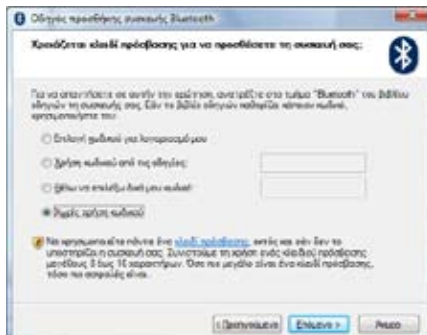 Οδηγός προσθήκης συσκευής Bluetooth
Χρειάζεται κλειδί πρόσβασης για να προσθέσετε τη συσκευή σας;
Για να απαντήσετε σε αυτήν την ερώτηση, ανατρέξτε στο τμήμα "Bluetooth" του βιβλίου
οδηγιών τη συσκευής σας. Εάν το βιβλίο οδηγιών καθορίζει κάποιον κωδικό,
χρησιμοποιήστε τον:
Επιλογή κωδικού για λογαριασμό μου
Χρήση κωδικού από τις οδηγίες:
Θέλω να επιλέξω δικό μου κωδικό:
Χωρίς χρήση κωδικού
Να χρησιμοποιείτε πάντα ένα κλειδί πρόσβασης, εκτός και εάν δεν το
υποστηρίζει η συσκευή σας. Συνιστούμε τη χρήση ενός κλειδιού πρόσβασης
μεγέθους 8 έως 16 χαρακτήρων. Όσο πιο μεγάλο είναι ένα κλειδί πρόσβασης,
τόσο πιο ασφαλές είναι.
< Προηγούμενο Επόμενο > Άκυρο